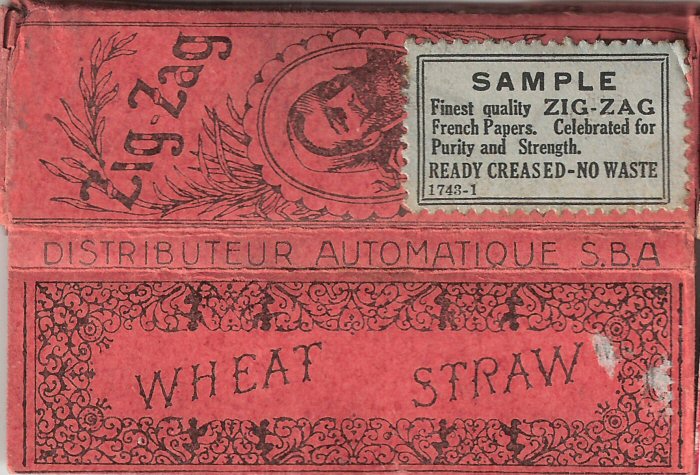 Zig-Zag
SAMPLE
Finest quality ZIG-ZAG
French Papers. Celebrated for
Purity and Strength.
READY CREASED-NO WASTE
1743-1
DISTRIBUTEUR AUTOMATIQUE S.B.A
WHEAT STRAW